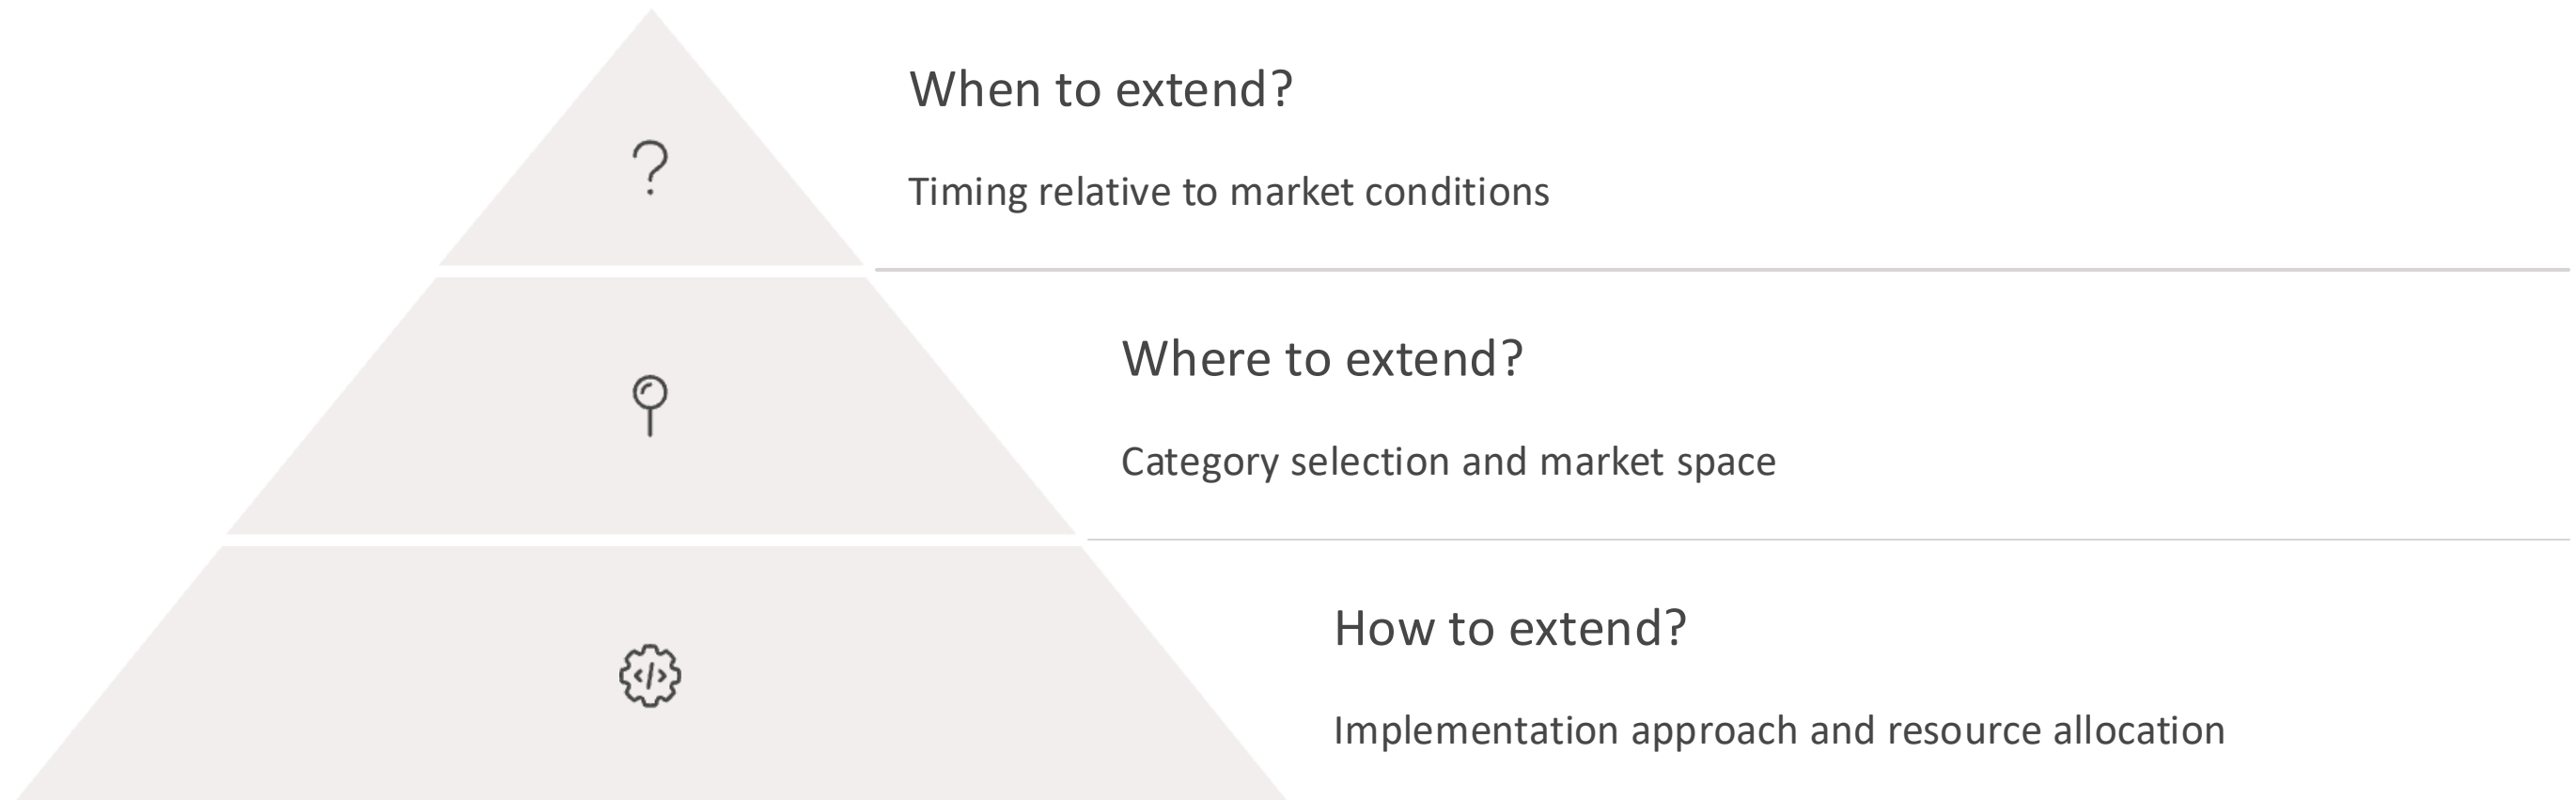 When to extend?
Timing relative to market conditions
Where to extend?
Category selection and market space
How to extend?
Implementation approach and resource allocation